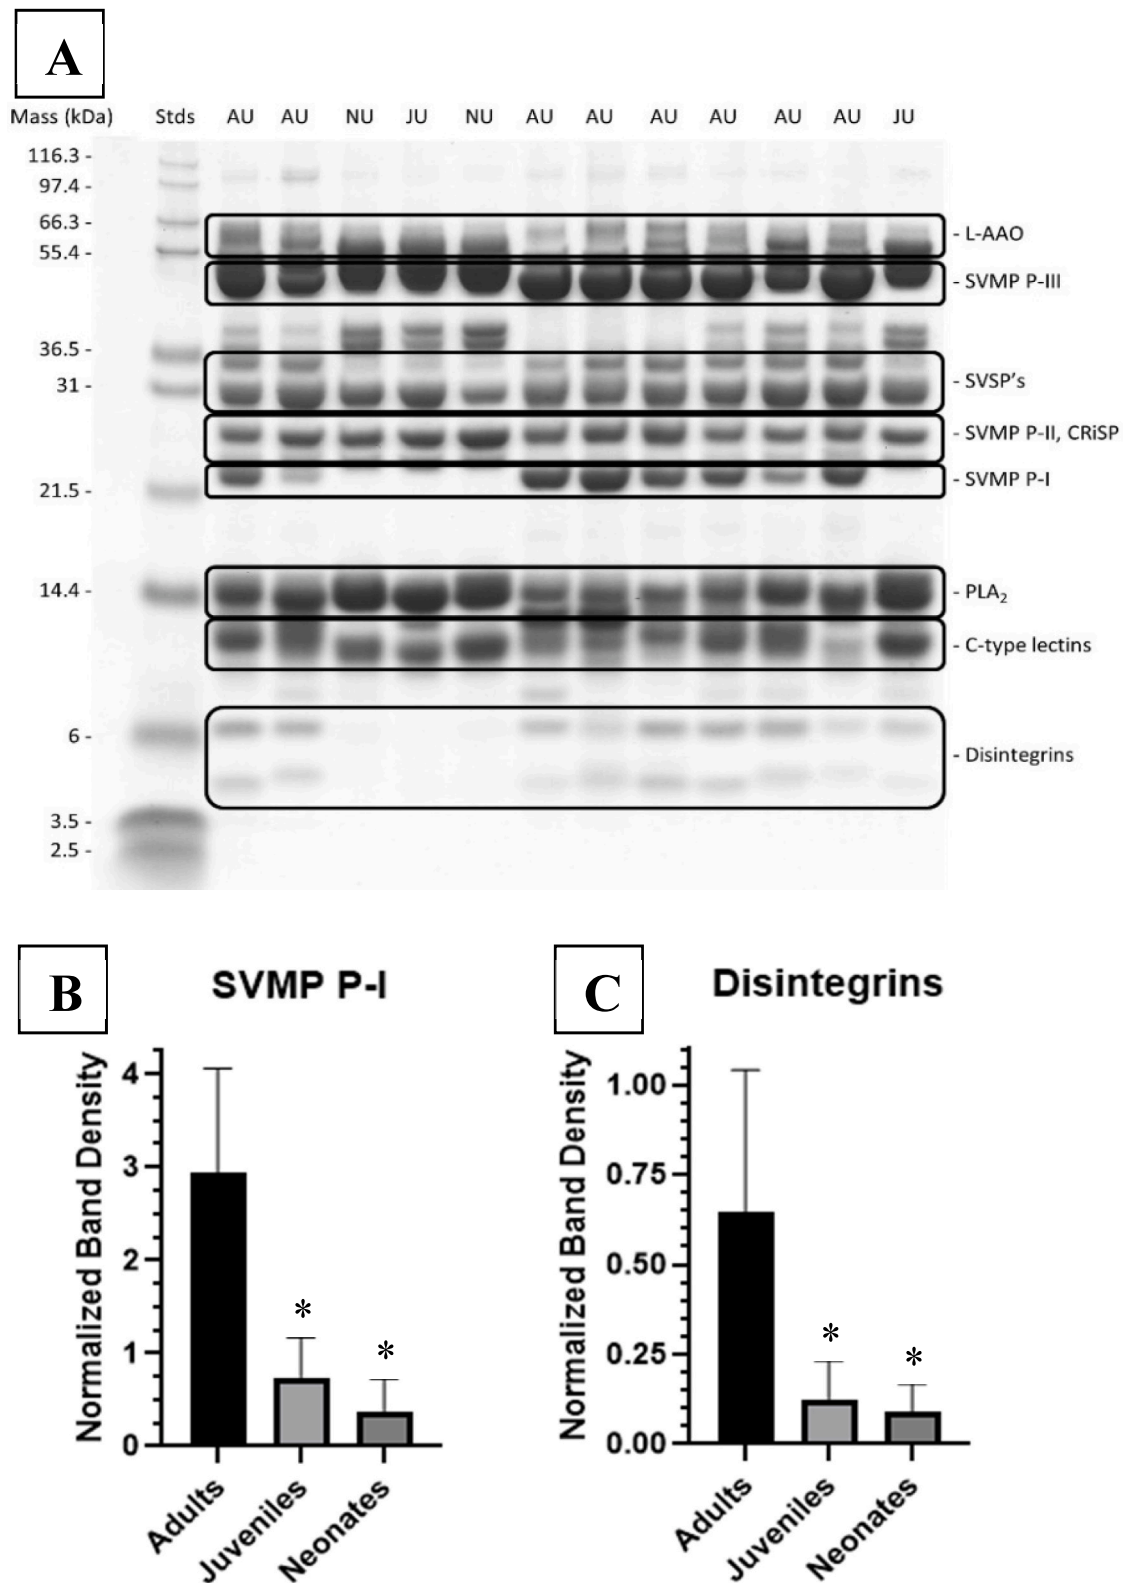 A
Mass (kDa) Stds AU AU NU JU NU AU AU AU AU AU AU JU
116.3 -
97.4 -
66.3 -
- L-AAO
55.4 -
- SVMP P-III
36.5 -
31 -
- SVSP's
- SVMP P-II, CRiSP
- SVMP P-I
21.5 -
14.4 -
- PLA₂
- C-type lectins
6 -
- Disintegrins
3.5 -
2.5 -
B
SVMP P-I
Normalized Band Density
4
3
2
1
0
*
*
Adults
Juveniles
Neonates
C
Disintegrins
Normalized Band Density
1.00
0.75
0.50
0.25
0.00
*
*
Adults
Juveniles
Neonates